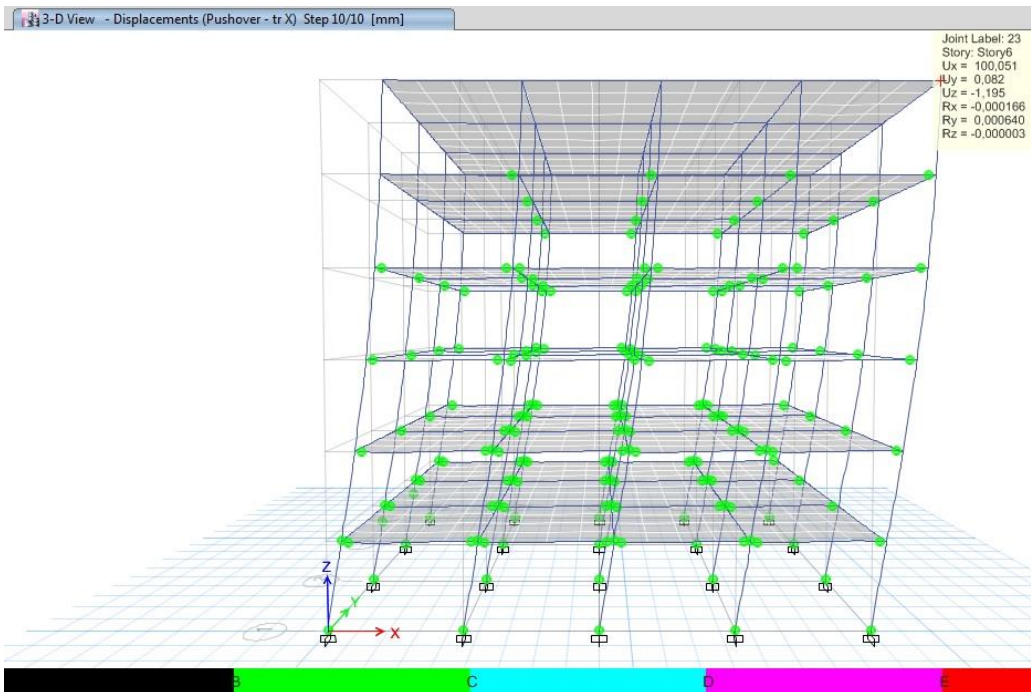 3-D View - Displacements (Pushover - tr X) Step 10/10 [mm]
Joint Label: 23
Story: Story6
Ux = 100,051
Uy = 0,082
Uz = -1,195
Rx = -0,000166
Ry = 0,000640
Rz = -0,000003
Z
Y
X
B C D E